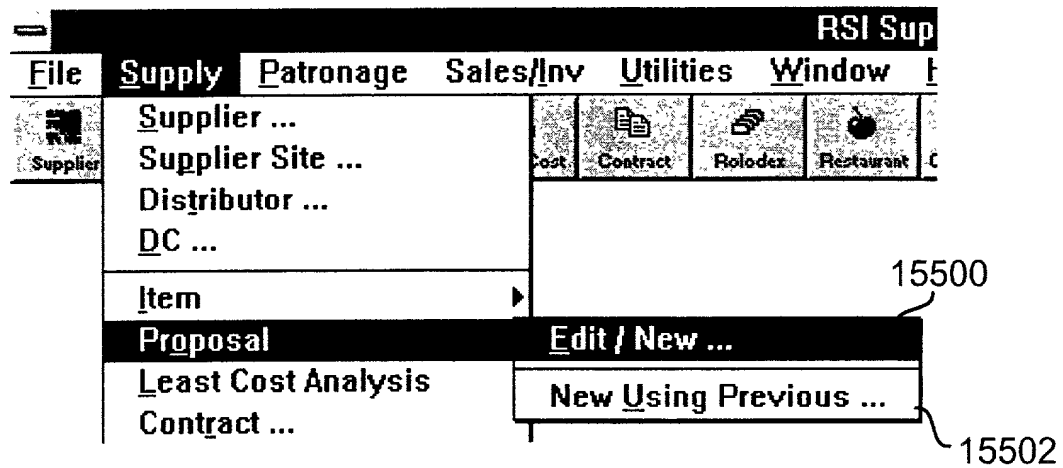 RSI Sup
File Supply Patronage Sales/Inv Utilities Window
Supplier Cost Contract Rolodex Restaurant
Supplier ...
Supplier Site ...
Distributor ...
DC ...
15500
Item
Proposal Edit / New ...
Least Cost Analysis New Using Previous ...
Contract ...
15502